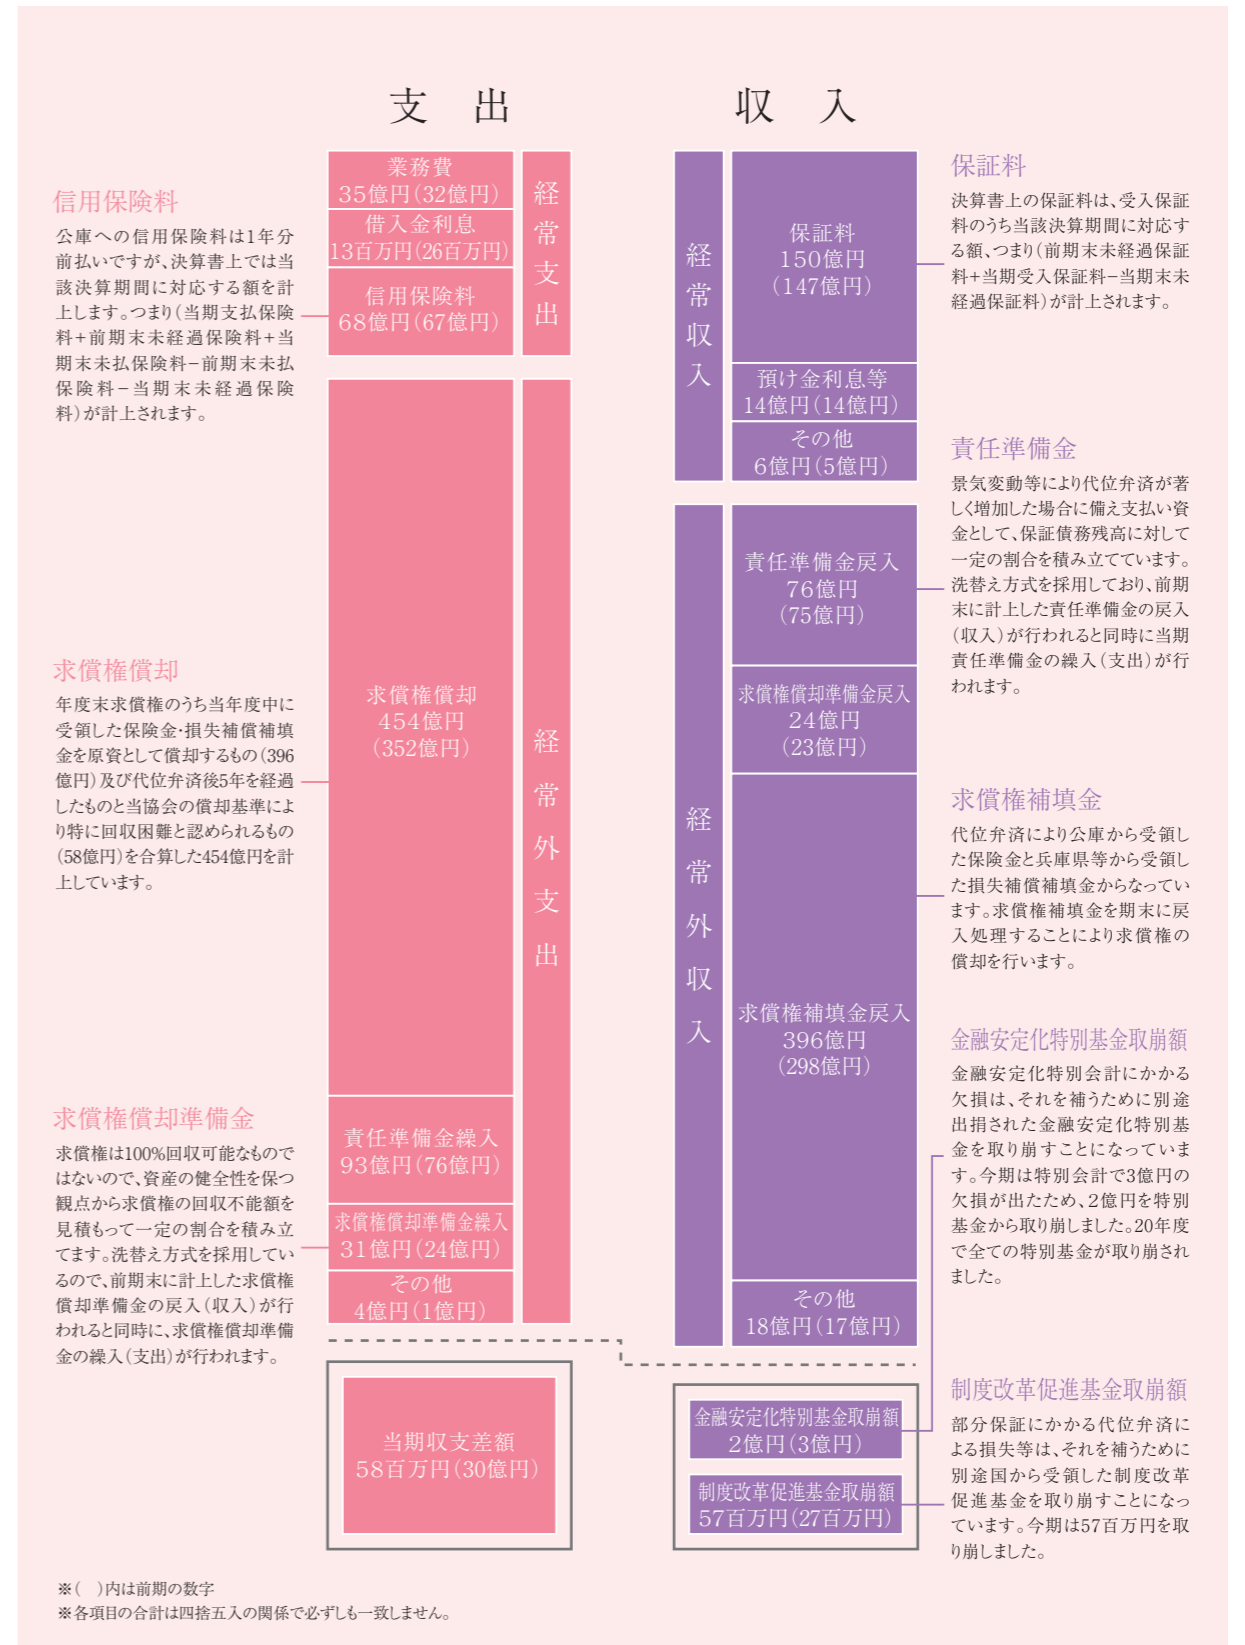 支 出
収 入
信用保険料
公庫への信用保険料は1年分
前払いですが、決算書上では当
該決算期間に対応する額を計
上します。つまり(当期支払保険
料+前期末未経過保険料+当
期末未払保険料−前期末未払
保険料−当期末未経過保険
料)が計上されます。
求償権償却
年度末求償権のうち当年度中に
受領した保険金・損失補償補填
金を原資として償却するもの(396
億円)及び代位弁済後5年を経過
したものと当協会の償却基準によ
り特に回収困難と認められるもの
(58億円)を合算した454億円を計
上しています。
求償権償却準備金
求償権は100%回収可能なもので
はないので、資産の健全性を保つ
観点から求償権の回収不能額を
見積もって一定の割合を積み立
てます。洗替え方式を採用してい
るので、前期末に計上した求償権
償却準備金の戻入(収入)が行
われると同時に、求償権償却準備
金の繰入(支出)が行われます。
業務費
35億円(32億円)
借入金利息
13百万円(26百万円)
信用保険料
68億円(67億円)
経常支出
求償権償却
454億円
(352億円)
責任準備金繰入
93億円(76億円)
求償権償却準備金繰入
31億円(24億円)
その他
4億円(1億円)
経常外支出
当期収支差額
58百万円(30億円)
経常収入
保証料
150億円
(147億円)
預け金利息等
14億円(14億円)
その他
6億円(5億円)
経常外収入
責任準備金戻入
76億円
(75億円)
求償権償却準備金戻入
24億円
(23億円)
求償権補填金戻入
396億円
(298億円)
その他
18億円(17億円)
金融安定化特別基金取崩額
2億円(3億円)
制度改革促進基金取崩額
57百万円(27百万円)
保証料
決算書上の保証料は、受入保証
料のうち当該決算期間に対応す
る額、つまり(前期末未経過保証
料+当期受入保証料−当期末未
経過保証料)が計上されます。
責任準備金
景気変動等により代位弁済が著
しく増加した場合に備え支払い資
金として、保証債務残高に対して
一定の割合を積み立てています。
洗替え方式を採用しており、前期
末に計上した責任準備金の戻入
(収入)が行われると同時に当期
責任準備金の繰入(支出)が行
われます。
求償権補填金
代位弁済により公庫から受領し
た保険金と兵庫県等から受領し
た損失補償補填金からなってい
ます。求償権補填金を期末に戻
入処理することにより求償権の
償却を行います。
金融安定化特別基金取崩額
金融安定化特別会計にかかる
欠損は、それを補うために別途
出捐された金融安定化特別基
金を取り崩すことになっていま
す。今期は特別会計で3億円の
欠損が出たため、2億円を特別
基金から取り崩しました。20年度
で全ての特別基金が取り崩され
ました。
制度改革促進基金取崩額
部分保証にかかる代位弁済に
よる損失等は、それを補うために
別途国から受領した制度改革
促進基金を取り崩すことになっ
ています。今期は57百万円を取
り崩しました。
※( )内は前期の数字
※各項目の合計は四捨五入の関係で必ずしも一致しません。